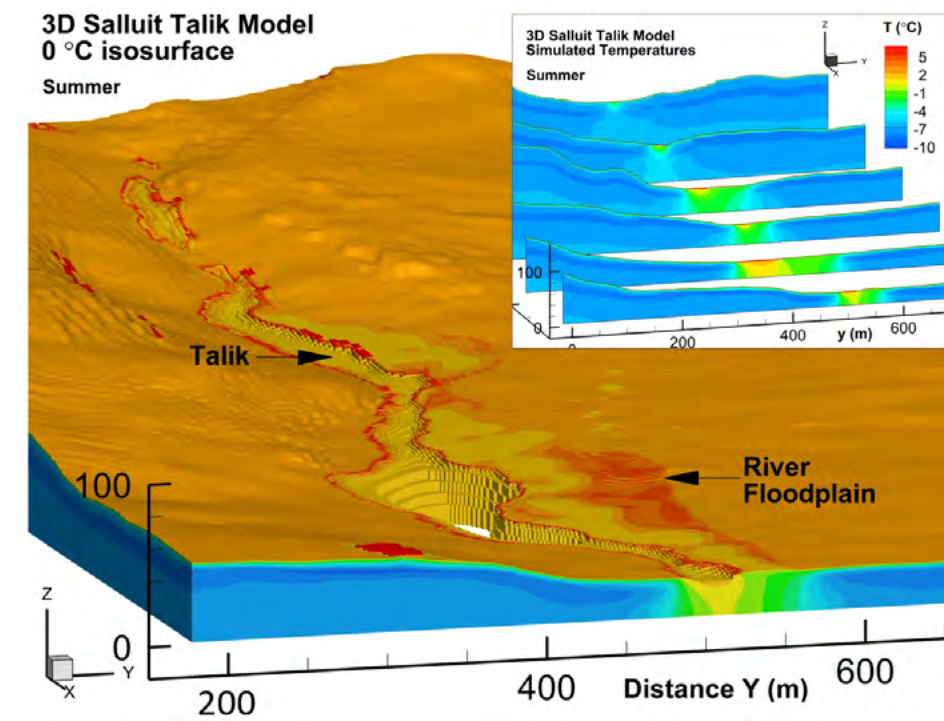 3D Salluit Talik Model
0 °C isosurface
Summer
3D Salluit Talik Model
Simulated Temperatures
Summer
Z
Y
X
T (°C)
5
2
-1
-4
-7
-10
100
0
0
200
400
y (m)
600
Talik
River
Floodplain
100
0
Z
Y
X
200
400
Distance Y (m)
600